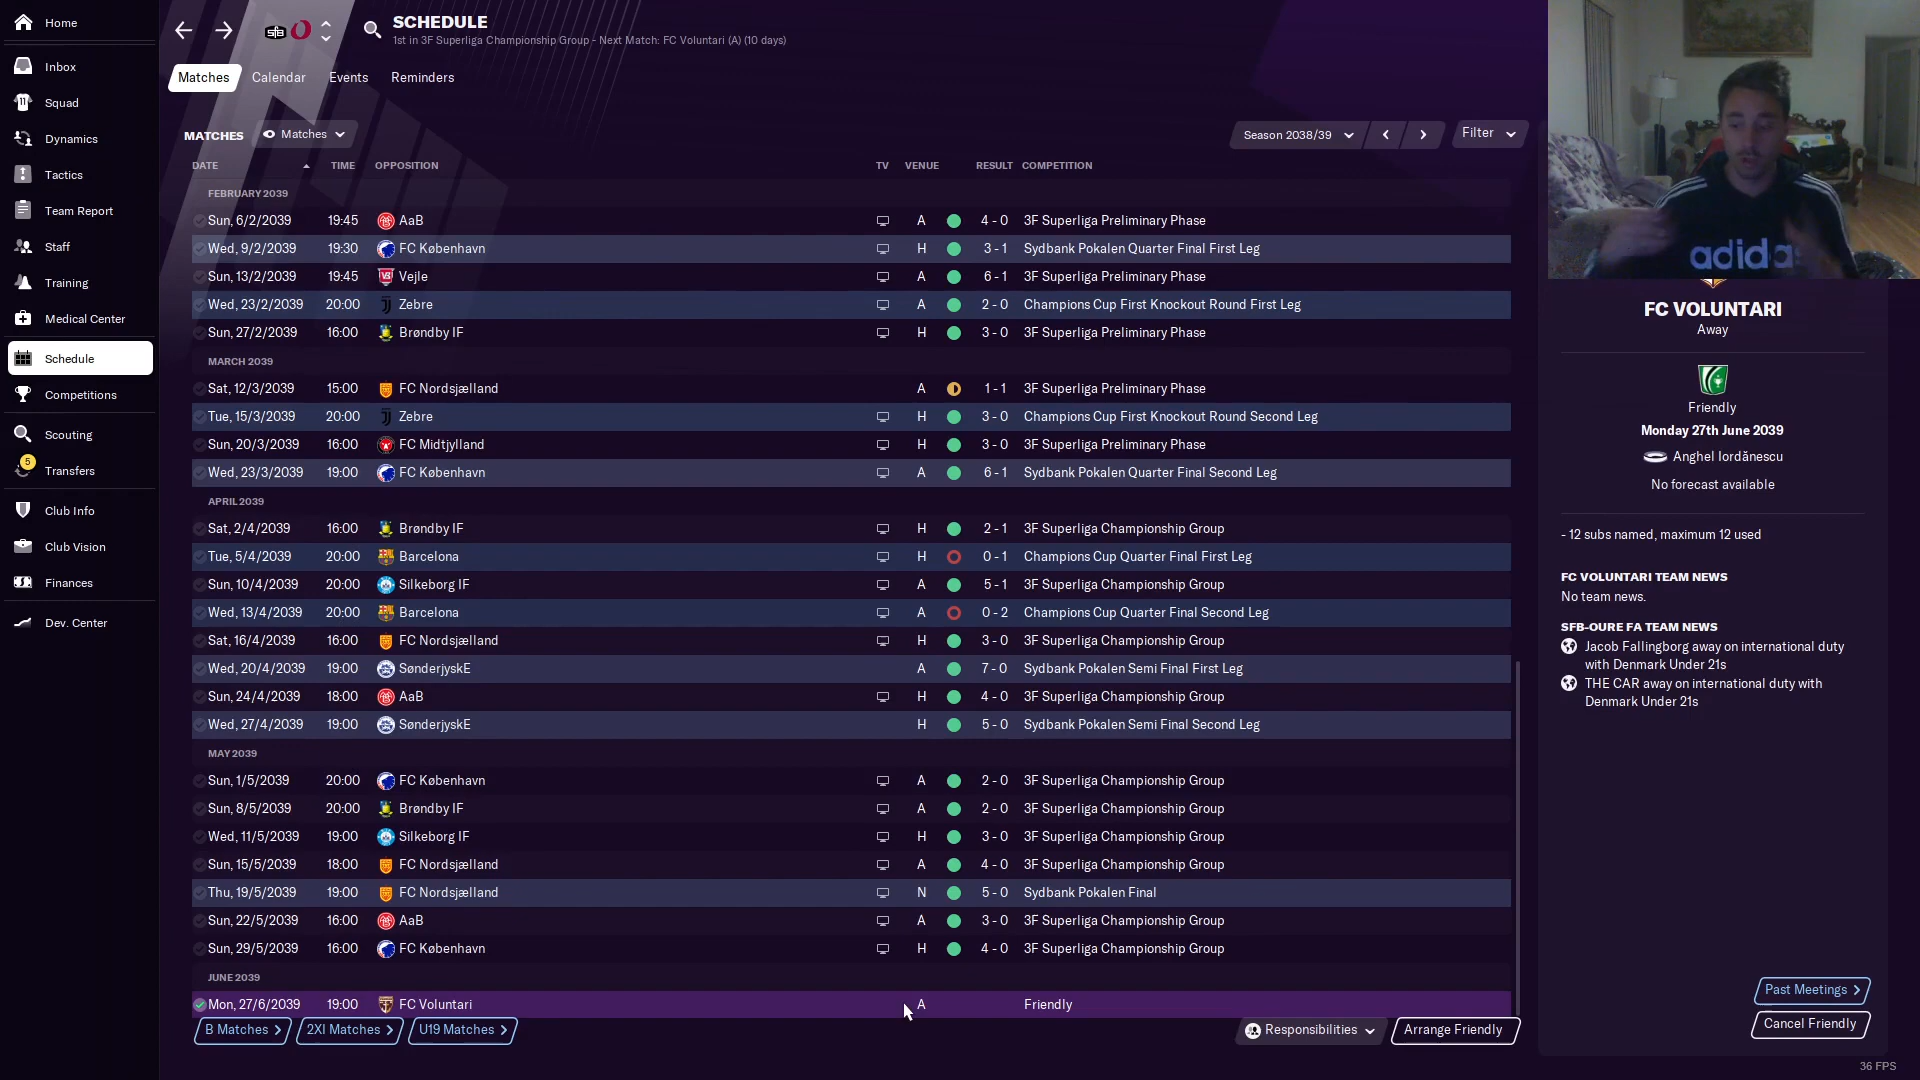 Home
Inbox
Squad
Dynamics
Tactics
Team Report
Staff
Training
Medical Center
Schedule
Competitions
Scouting
5
Transfers
Club Info
Club Vision
Finances
Dev. Center
sfb
SCHEDULE
1st in 3F Superliga Championship Group - Next Match: FC Voluntari (A) (10 days)
Matches Calendar Events Reminders
MATCHES Matches Season 2038/39 Filter
DATE TIME OPPOSITION TV VENUE RESULT COMPETITION
FEBRUARY 2039
Sun, 6/2/2039 19:45 AaB A 4 - 0 3F Superliga Preliminary Phase
Wed, 9/2/2039 19:30 FC København H 3 - 1 Sydbank Pokalen Quarter Final First Leg
Sun, 13/2/2039 19:45 Vejle A 6 - 1 3F Superliga Preliminary Phase
Wed, 23/2/2039 20:00 Zebre A 2 - 0 Champions Cup First Knockout Round First Leg
Sun, 27/2/2039 16:00 Brøndby IF H 3 - 0 3F Superliga Preliminary Phase
MARCH 2039
Sat, 12/3/2039 15:00 FC Nordsjælland A 1 - 1 3F Superliga Preliminary Phase
Tue, 15/3/2039 20:00 Zebre H 3 - 0 Champions Cup First Knockout Round Second Leg
Sun, 20/3/2039 16:00 FC Midtjylland H 3 - 0 3F Superliga Preliminary Phase
Wed, 23/3/2039 19:00 FC København A 6 - 1 Sydbank Pokalen Quarter Final Second Leg
APRIL 2039
Sat, 2/4/2039 16:00 Brøndby IF H 2 - 1 3F Superliga Championship Group
Tue, 5/4/2039 20:00 Barcelona H 0 - 1 Champions Cup Quarter Final First Leg
Sun, 10/4/2039 20:00 Silkeborg IF A 5 - 1 3F Superliga Championship Group
Wed, 13/4/2039 20:00 Barcelona A 0 - 2 Champions Cup Quarter Final Second Leg
Sat, 16/4/2039 16:00 FC Nordsjælland H 3 - 0 3F Superliga Championship Group
Wed, 20/4/2039 19:00 SønderjyskE A 7 - 0 Sydbank Pokalen Semi Final First Leg
Sun, 24/4/2039 18:00 AaB H 4 - 0 3F Superliga Championship Group
Wed, 27/4/2039 19:00 SønderjyskE H 5 - 0 Sydbank Pokalen Semi Final Second Leg
MAY 2039
Sun, 1/5/2039 20:00 FC København A 2 - 0 3F Superliga Championship Group
Sun, 8/5/2039 20:00 Brøndby IF A 2 - 0 3F Superliga Championship Group
Wed, 11/5/2039 19:00 Silkeborg IF H 3 - 0 3F Superliga Championship Group
Sun, 15/5/2039 18:00 FC Nordsjælland A 4 - 0 3F Superliga Championship Group
Thu, 19/5/2039 19:00 FC Nordsjælland N 5 - 0 Sydbank Pokalen Final
Sun, 22/5/2039 16:00 AaB A 3 - 0 3F Superliga Championship Group
Sun, 29/5/2039 16:00 FC København H 4 - 0 3F Superliga Championship Group
JUNE 2039
Mon, 27/6/2039 19:00 FC Voluntari A Friendly
B Matches 2XI Matches U19 Matches Responsibilities Arrange Friendly
adidas
FC VOLUNTARI
Away
Friendly
Monday 27th June 2039
Anghel Iordănescu
No forecast available
- 12 subs named, maximum 12 used
FC VOLUNTARI TEAM NEWS
No team news.
SFB-OURE FA TEAM NEWS
Jacob Fallingborg away on international duty
with Denmark Under 21s
THE CAR away on international duty with
Denmark Under 21s
Past Meetings
Cancel Friendly
36 FPS